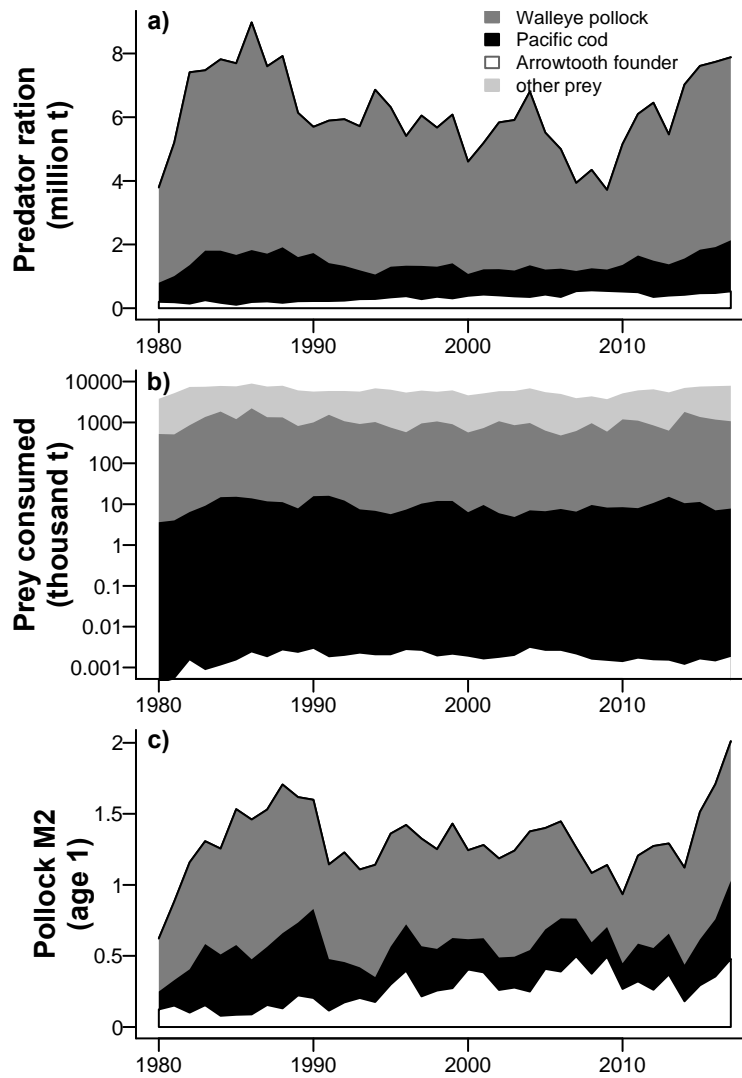 a)
Walleye pollock
Pacific cod
Arrowtooth founder
other prey
Predator ration
(million t)
8
6
4
2
0
1980 1990 2000 2010
b)
Prey consumed
(thousand t)
10000
1000
100
10
1
0.1
0.01
0.001
1980 1990 2000 2010
c)
Pollock M2
(age 1)
2
1.5
1
0.5
0
1980 1990 2000 2010